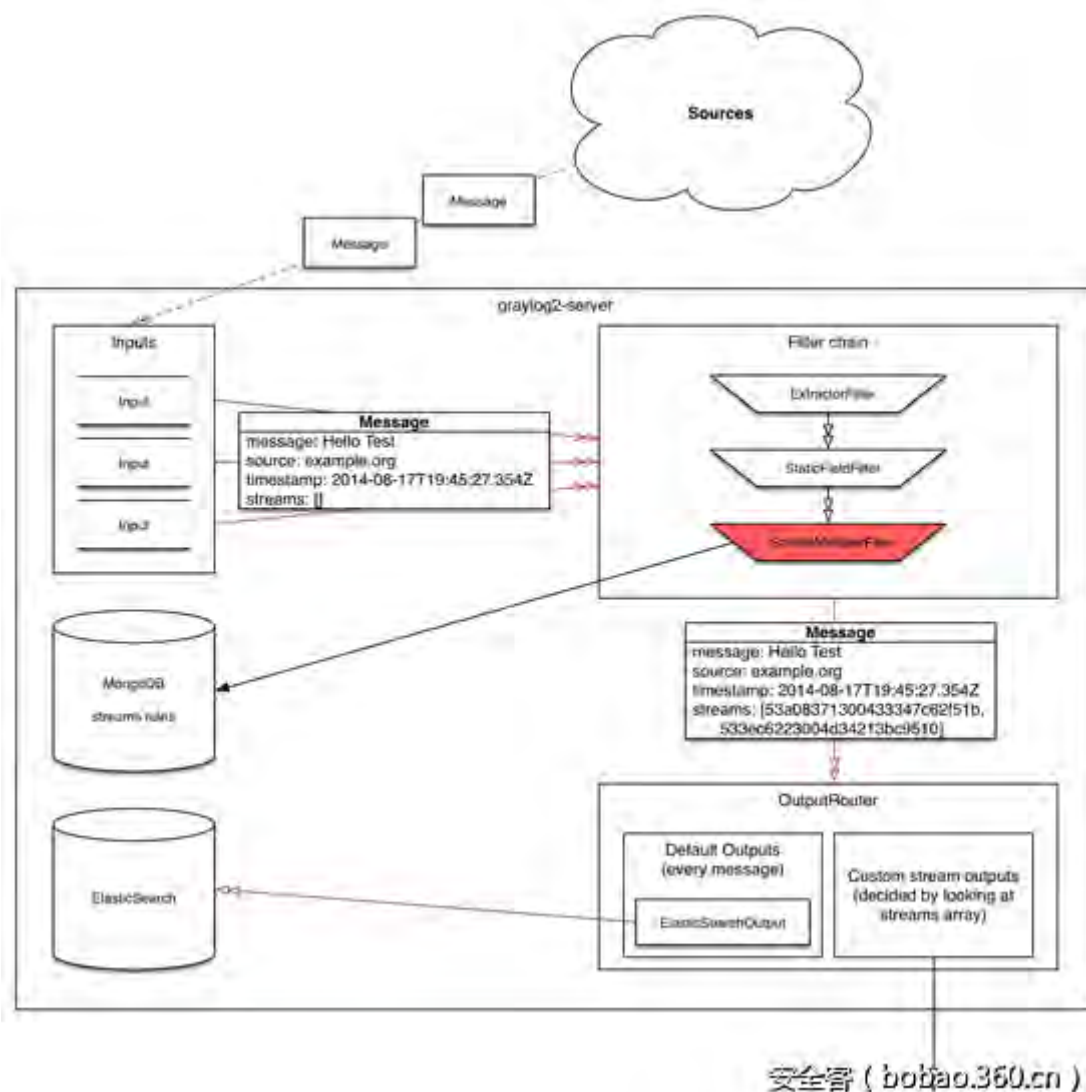 Sources
Message
Message
graylog2-server
Inputs
Input
Input
Input
Message
message: Hello Test
source: example.org
timestamp: 2014-08-17T19:45:27.354Z
streams: []
Filter chain
ExtractorFilter
StaticFieldFilter
MongoDB
streams rules
Message
message: Hello Test
source: example.org
timestamp: 2014-08-17T19:45:27.354Z
streams: [53a08371300433347c62f51b,
533ec6223004d34213bc9510]
OutputRouter
Default Outputs
(every message)
ElasticSearchOutput
Custom stream outputs
(decided by looking at
streams array)
ElasticSearch
安全客 ( bobao.360.cn )